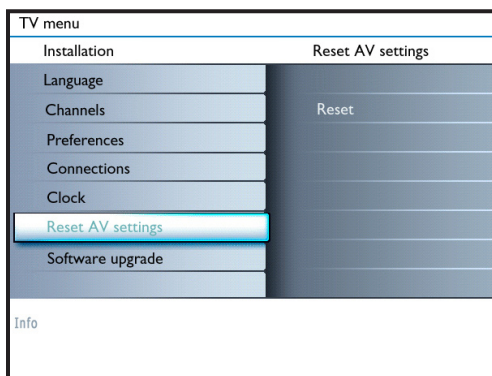 TV menu
Installation
Reset AV settings
Language
Channels
Reset
Preferences
Connections
Clock
Reset AV settings
Software upgrade
Info